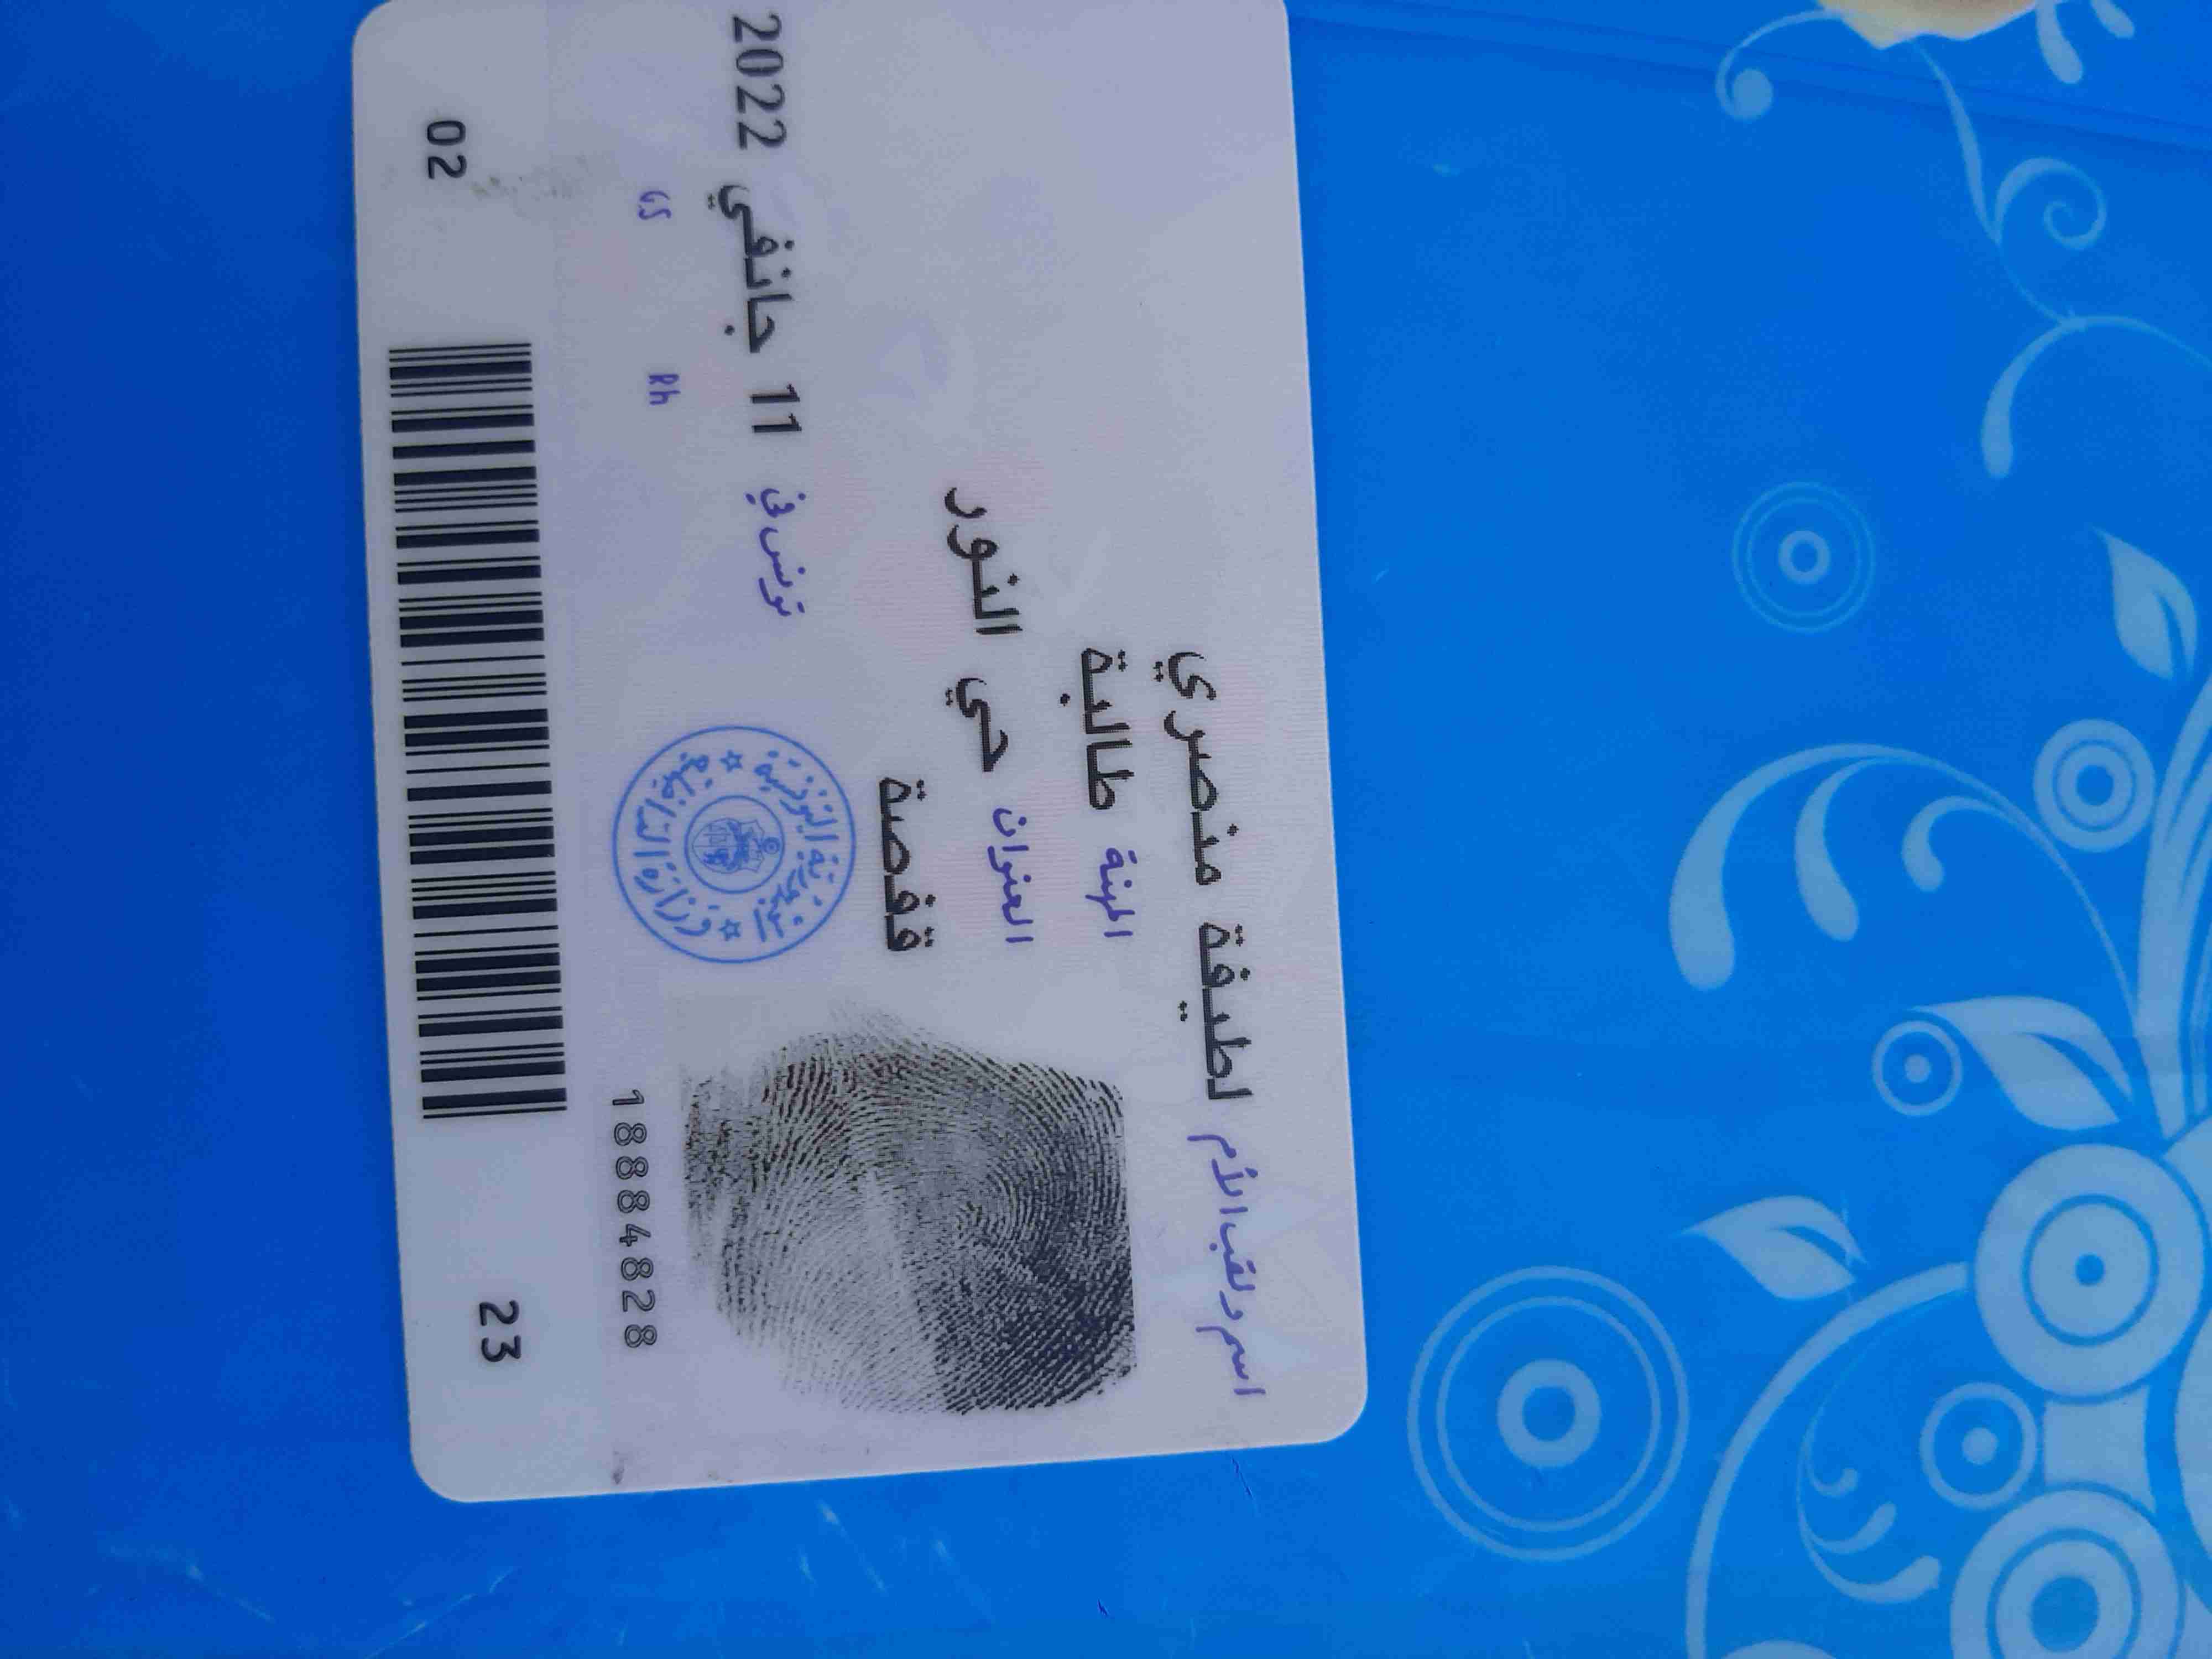 اسم ولقب الأم لطيفة منصري
المهنة طالبة
العنوان حي النور
قفصة
تونس في 11 جانفي 2022
الجمهورية التونسية
وزارة الداخلية
GS Rh
18884828
23 02